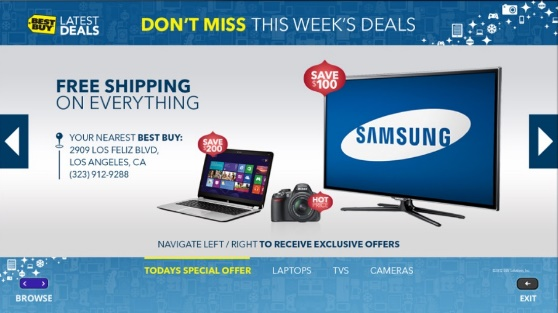 BEST BUY LATEST DEALS
DON'T MISS THIS WEEK'S DEALS
FREE SHIPPING
ON EVERYTHING
YOUR NEAREST BEST BUY:
2909 LOS FELIZ BLVD,
LOS ANGELES, CA
(323) 912-9288
SAVE
$200
HOT
SAVE
$100
SAMSUNG
NAVIGATE LEFT / RIGHT TO RECEIVE EXCLUSIVE OFFERS
TODAYS SPECIAL OFFER LAPTOPS TVS CAMERAS
BROWSE
EXIT